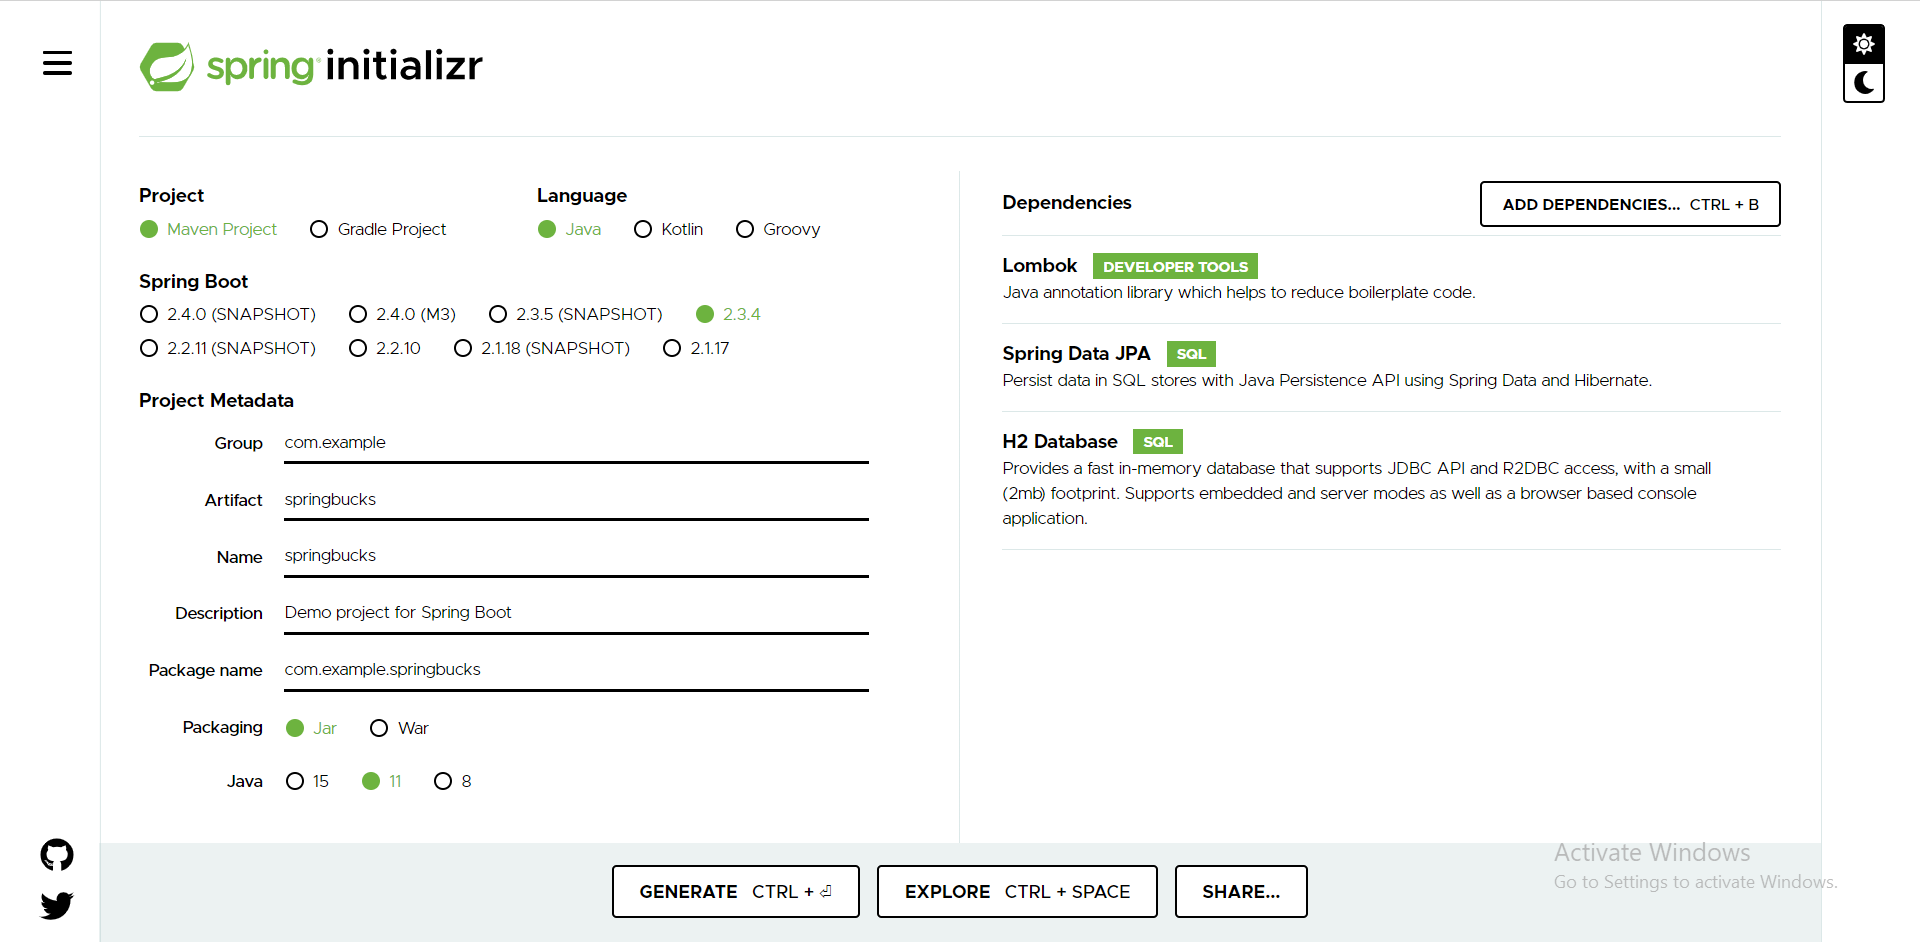 spring initializr
Project
Maven Project Gradle Project
Language
Java Kotlin Groovy
Spring Boot
2.4.0 (SNAPSHOT) 2.4.0 (M3) 2.3.5 (SNAPSHOT) 2.3.4
2.2.11 (SNAPSHOT) 2.2.10 2.1.18 (SNAPSHOT) 2.1.17
Project Metadata
Group com.example
Artifact springbucks
Name springbucks
Description Demo project for Spring Boot
Package name com.example.springbucks
Packaging Jar War
Java 15 11 8
Dependencies
ADD DEPENDENCIES... CTRL + B
Lombok DEVELOPER TOOLS
Java annotation library which helps to reduce boilerplate code.
Spring Data JPA SQL
Persist data in SQL stores with Java Persistence API using Spring Data and Hibernate.
H2 Database SQL
Provides a fast in-memory database that supports JDBC API and R2DBC access, with a small
(2mb) footprint. Supports embedded and server modes as well as a browser based console
application.
GENERATE CTRL + ⏎
EXPLORE CTRL + SPACE
SHARE...
Activate Windows
Go to Settings to activate Windows.